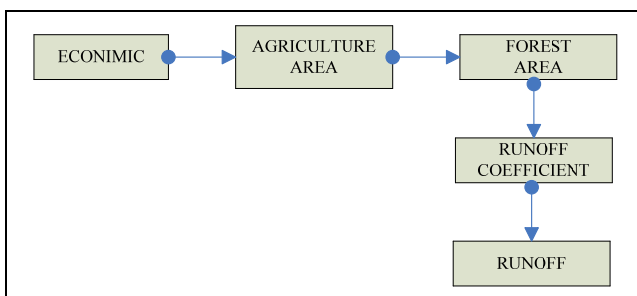 ECONIMIC
AGRICULTURE
AREA
FOREST
AREA
RUNOFF
COEFFICIENT
RUNOFF